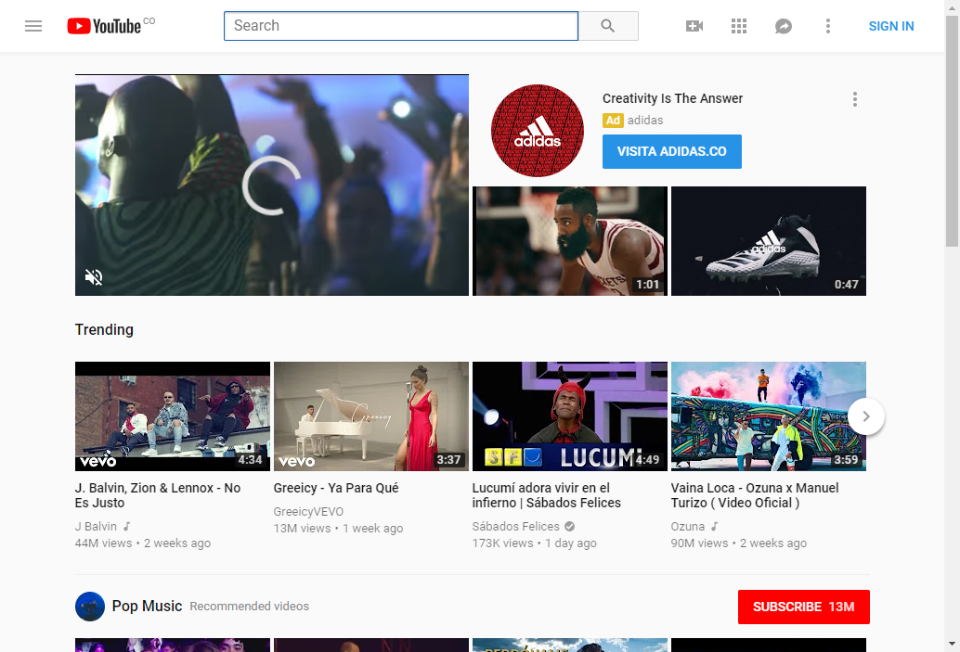 YouTube CO
Search
SIGN IN
Creativity Is The Answer
Ad adidas
VISITA ADIDAS.CO
adidas
1:01
adidas
0:47
Trending
vevo 4:34
Greeicy
vevo 3:37
SF LUCUMÍ 4:49
3:59
J. Balvin, Zion & Lennox - No
Es Justo
J Balvin
44M views • 2 weeks ago
Greeicy - Ya Para Qué
GreeicyVEVO
13M views • 1 week ago
Lucumí adora vivir en el
infierno | Sábados Felices
Sábados Felices
173K views • 1 day ago
Vaina Loca - Ozuna x Manuel
Turizo ( Video Oficial )
Ozuna
90M views • 2 weeks ago
Pop Music Recommended videos
SUBSCRIBE 13M